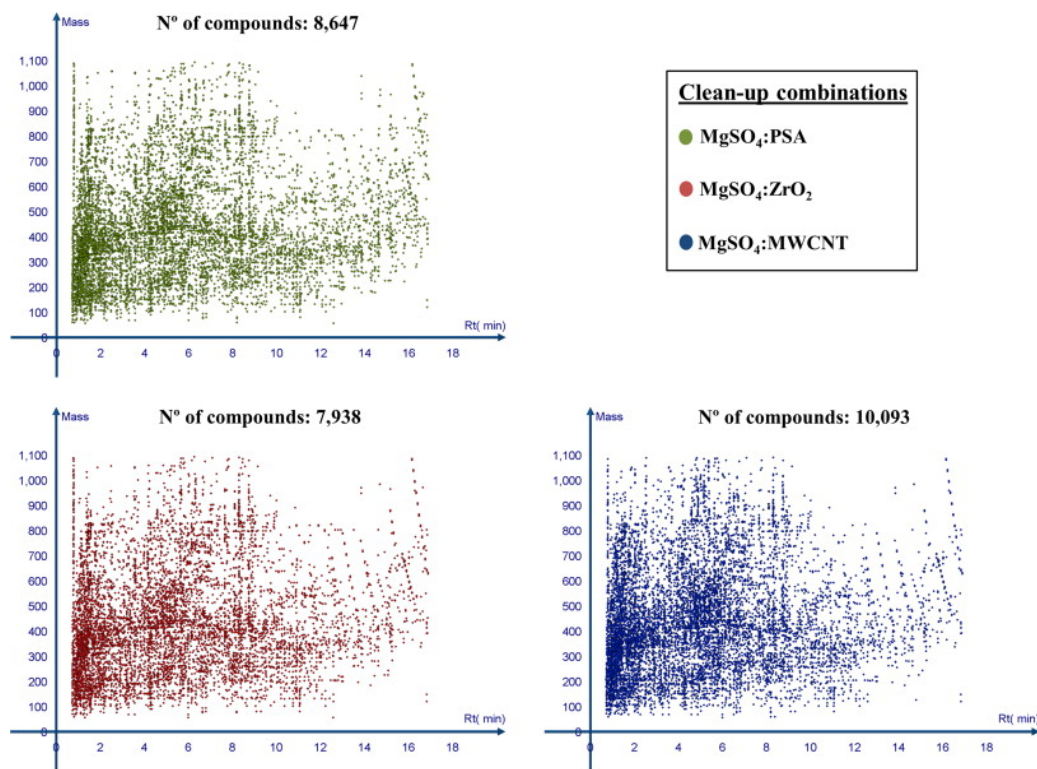 Nº of compounds: 8,647
Mass
1,100
1,000
900
800
700
600
500
400
300
200
100
0
Rt( min)
0 2 4 6 8 10 12 14 16 18
Clean-up combinations
MgSO₄:PSA
MgSO₄:ZrO₂
MgSO₄:MWCNT
Nº of compounds: 7,938
Mass
1,100
1,000
900
800
700
600
500
400
300
200
100
0
Rt( min)
0 2 4 6 8 10 12 14 16 18
Nº of compounds: 10,093
Mass
1,100
1,000
900
800
700
600
500
400
300
200
100
0
Rt( min)
0 2 4 6 8 10 12 14 16 18